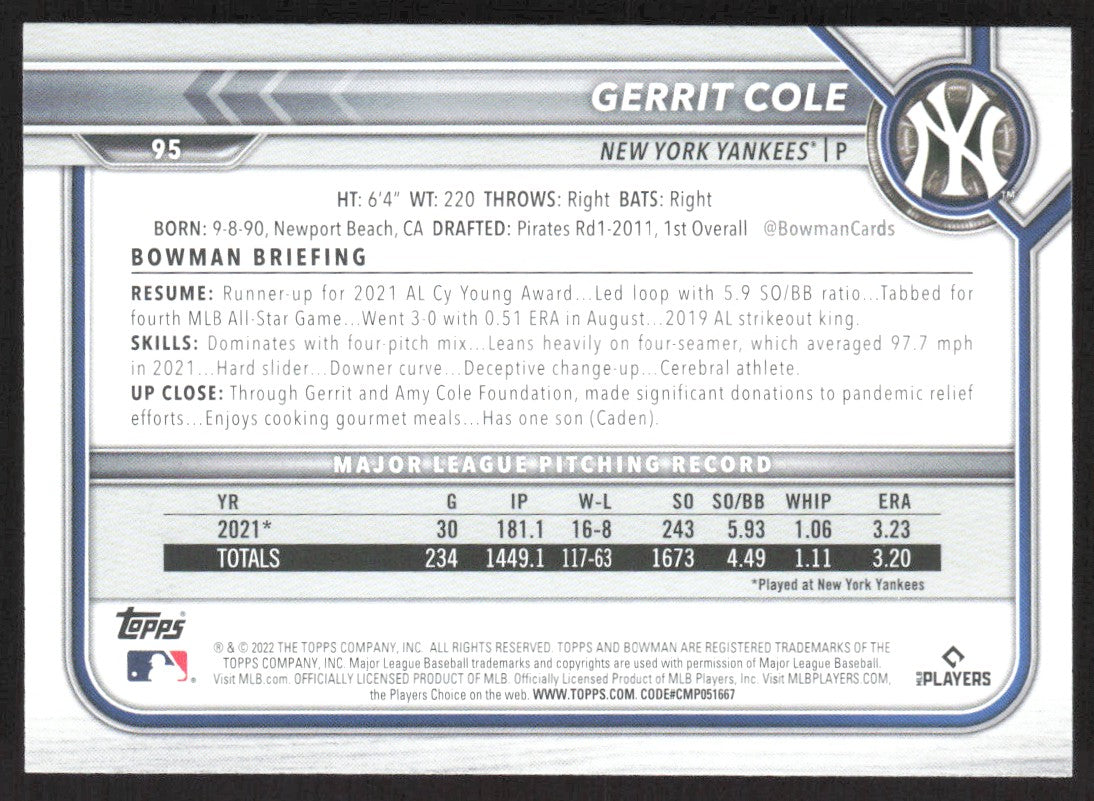 GERRIT COLE
95
NEW YORK YANKEES® | P
NY
™
HT: 6'4" WT: 220 THROWS: Right BATS: Right
BORN: 9-8-90, Newport Beach, CA DRAFTED: Pirates Rd1-2011, 1st Overall @BowmanCards
BOWMAN BRIEFING
RESUME: Runner-up for 2021 AL Cy Young Award...Led loop with 5.9 SO/BB ratio...Tabbed for
fourth MLB All-Star Game...Went 3-0 with 0.51 ERA in August...2019 AL strikeout king.
SKILLS: Dominates with four-pitch mix...Leans heavily on four-seamer, which averaged 97.7 mph
in 2021...Hard slider...Downer curve...Deceptive change-up...Cerebral athlete.
UP CLOSE: Through Gerrit and Amy Cole Foundation, made significant donations to pandemic relief
efforts...Enjoys cooking gourmet meals...Has one son (Caden).
MAJOR LEAGUE PITCHING RECORD
YR G IP W-L SO SO/BB WHIP ERA
2021* 30 181.1 16-8 243 5.93 1.06 3.23
TOTALS 234 1449.1 117-63 1673 4.49 1.11 3.20
*Played at New York Yankees
topps®
® & © 2022 THE TOPPS COMPANY, INC. ALL RIGHTS RESERVED. TOPPS AND BOWMAN ARE REGISTERED TRADEMARKS OF THE
TOPPS COMPANY, INC. Major League Baseball trademarks and copyrights are used with permission of Major League Baseball.
Visit MLB.com. OFFICIALLY LICENSED PRODUCT OF MLB. Officially Licensed Product of MLB Players, Inc. Visit MLBPLAYERS.COM,
the Players Choice on the web. WWW.TOPPS.COM. CODE#CMP051667
MLB PLAYERS